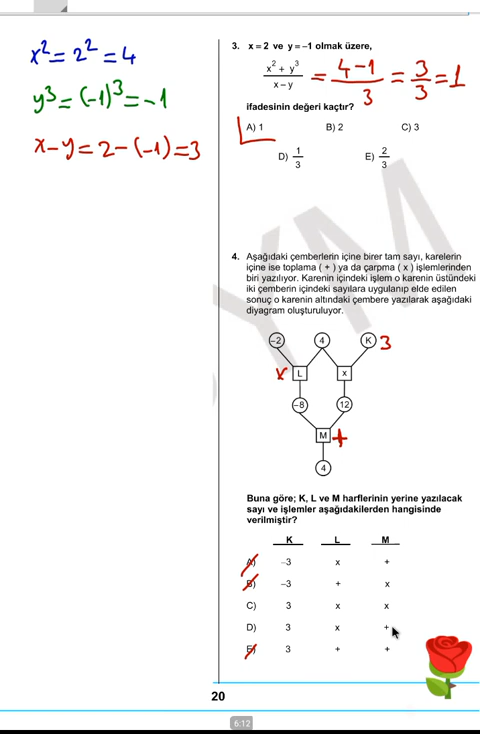 x² = 2² = 4
y³ = (-1)³ = -1
x - y = 2 - (-1) = 3
3. x = 2 ve y = –1 olmak üzere,
x² + y³ / x – y = 4 - 1 / 3 = 3 / 3 = 1
ifadesinin değeri kaçtır?
A) 1 B) 2 C) 3
D) 1/3 E) 2/3
4. Aşağıdaki çemberlerin içine birer tam sayı, karelerin
içine ise toplama ( + ) ya da çarpma ( x ) işlemlerinden
biri yazılıyor. Karenin içindeki işlem o karenin üstündeki
iki çemberin içindeki sayılara uygulanıp elde edilen
sonuç o karenin altındaki çembere yazılarak aşağıdaki
diyagram oluşturuluyor.
–2 4 K 3
x L x
–8 12
M +
4
Buna göre; K, L ve M harflerinin yerine yazılacak
sayı ve işlemler aşağıdakilerden hangisinde
verilmiştir?
K L M
A) –3 x +
B) –3 + x
C) 3 x x
D) 3 x +
E) 3 + +
20
6:12
YM